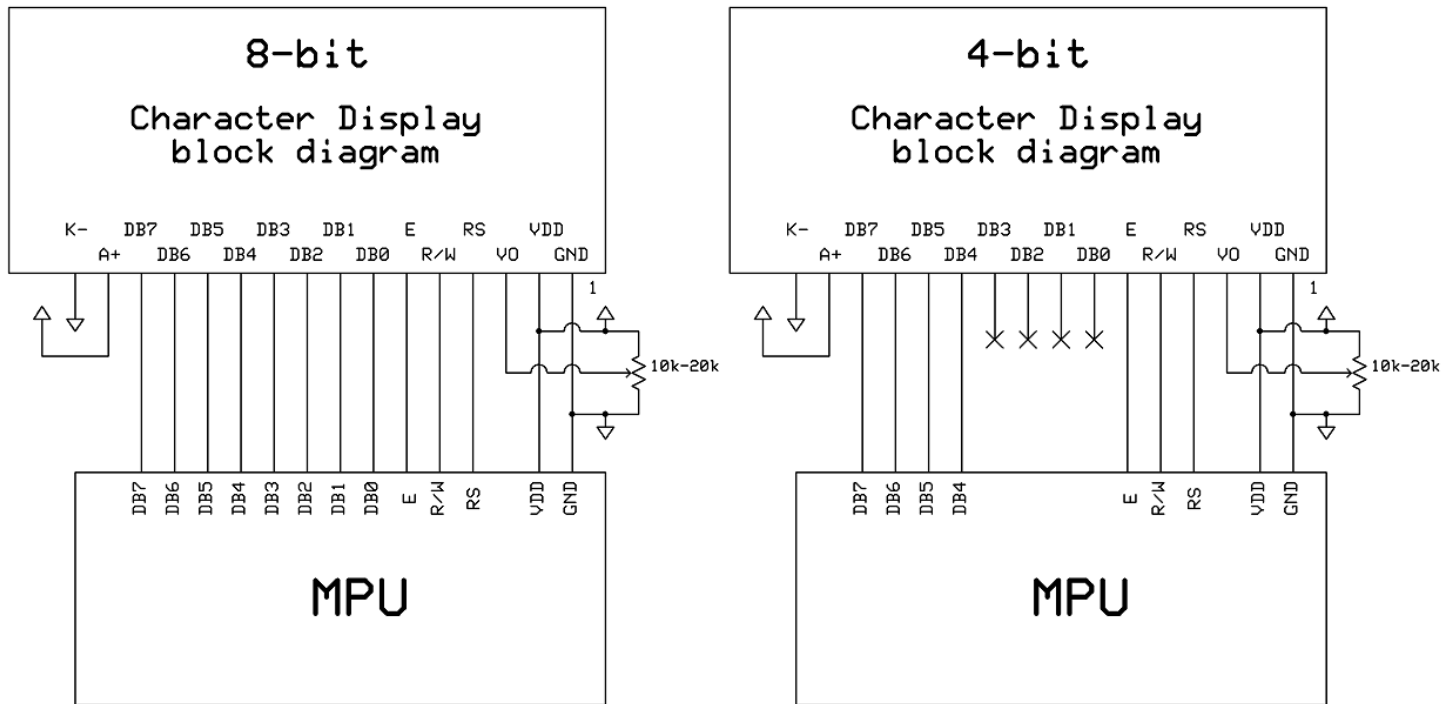 8-bit
Character Display
block diagram
K- DB7 DB5 DB3 DB1 E RS VDD
A+ DB6 DB4 DB2 DB0 R/W VO GND
1
10k-20k
DB7 DB6 DB5 DB4 DB3 DB2 DB1 DB0 E R/W RS VDD GND
MPU
4-bit
Character Display
block diagram
K- DB7 DB5 DB3 DB1 E RS VDD
A+ DB6 DB4 DB2 DB0 R/W VO GND
1
10k-20k
DB7 DB6 DB5 DB4 E R/W RS VDD GND
MPU